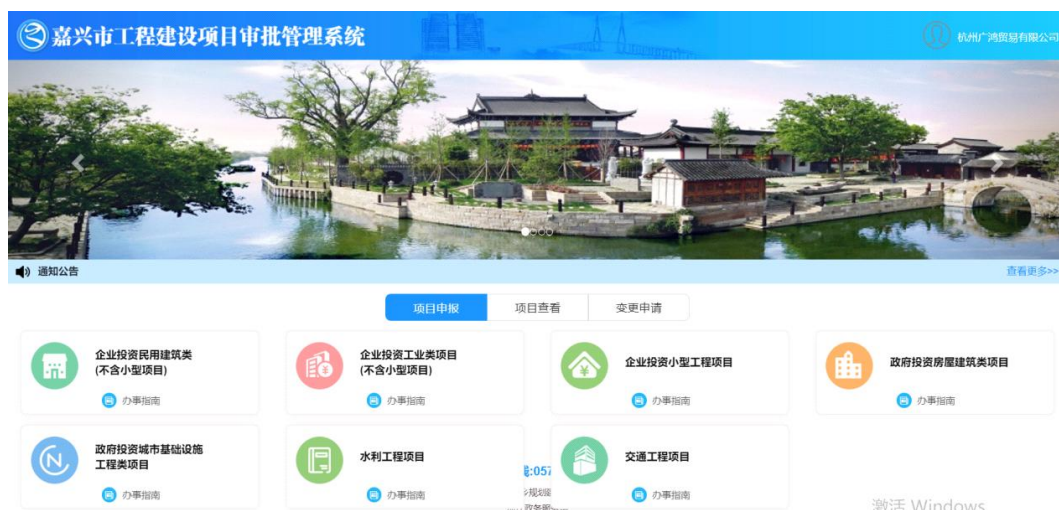 嘉兴市工程建设项目审批管理系统
杭州广鸿贸易有限公司
通知公告
查看更多>>
项目申报
项目查看
变更申请
企业投资民用建筑类
(不含小型项目)
办事指南
企业投资工业类项目
(不含小型项目)
办事指南
企业投资小型工程项目
办事指南
政府投资房屋建筑类项目
办事指南
政府投资城市基础设施
工程类项目
办事指南
水利工程项目
办事指南
:057
乡规划
政务服
交通工程项目
办事指南
激活 Windows